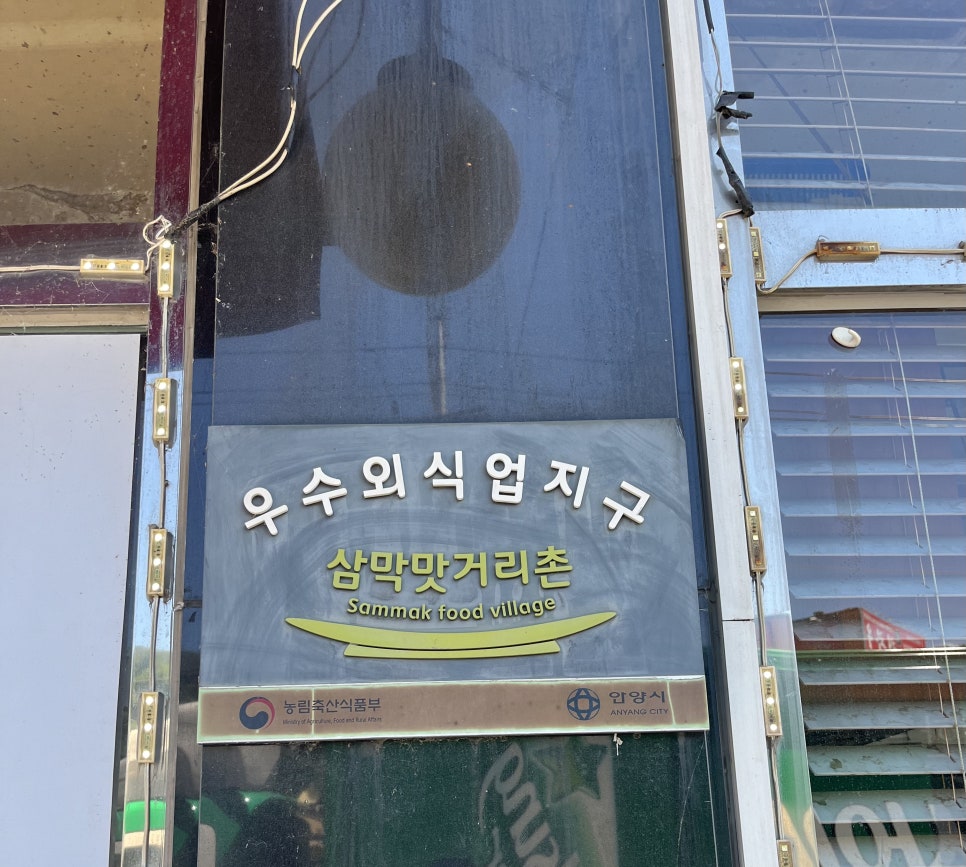 우수외식업지구
삼막맛거리촌
Sammak food village
농림축산식품부
Ministry of Agriculture, Food and Rural Affairs
안양시
ANYANG CITY